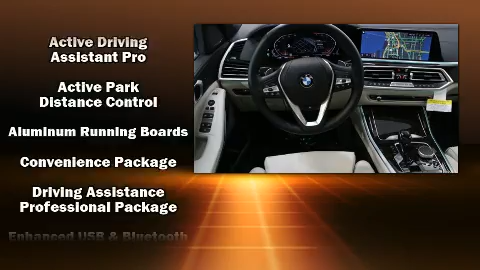 Active Driving
Assistant Pro
Active Park
Distance Control
Aluminum Running Boards
Convenience Package
Driving Assistance
Professional Package
Enhanced USB & Bluetooth